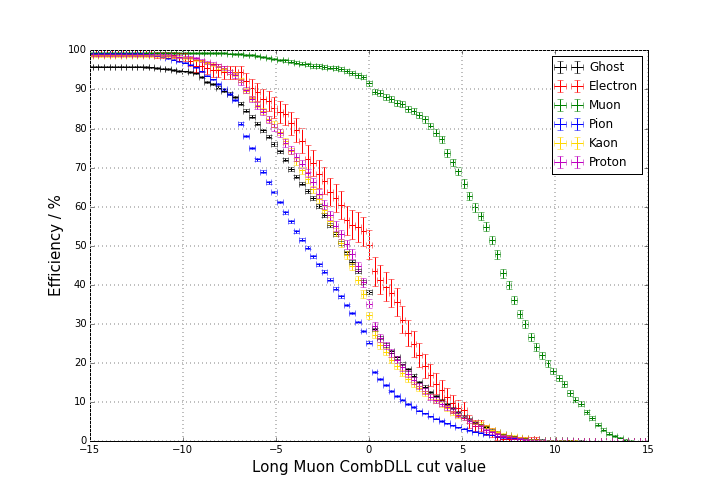 100
90
80
70
60
50
40
30
20
10
0
Efficiency / %
−15 −10 −5 0 5 10 15
Long Muon CombDLL cut value
Ghost
Electron
Muon
Pion
Kaon
Proton